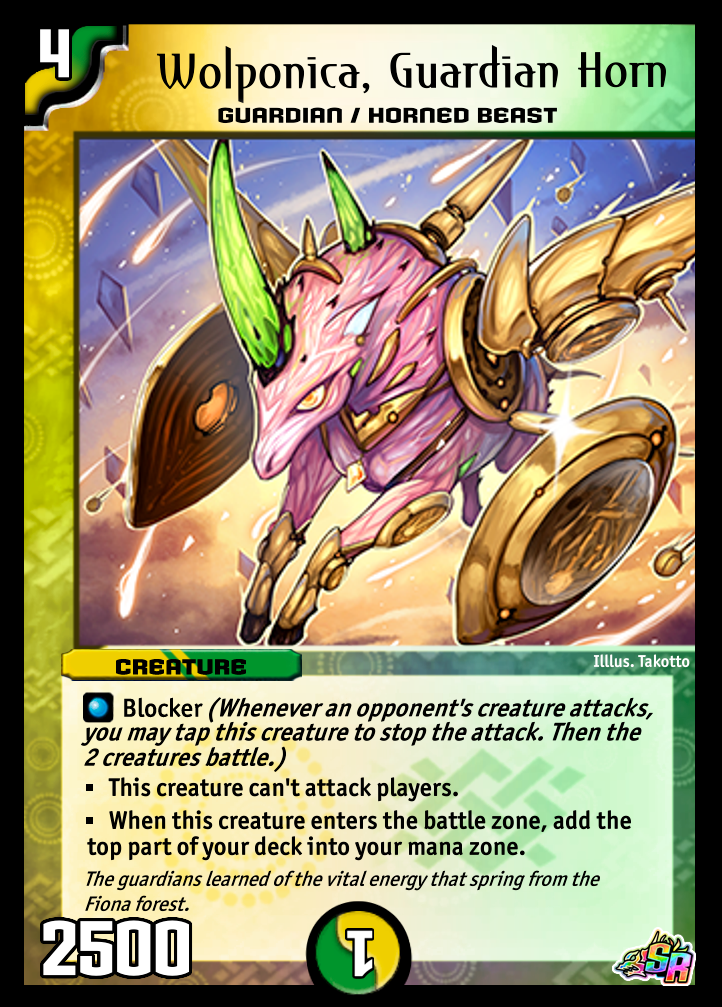 4
Wolponica, Guardian Horn
GUARDIAN / HORNED BEAST
CREATURE
Illlus. Takotto
Blocker (Whenever an opponent's creature attacks,
you may tap this creature to stop the attack. Then the
2 creatures battle.)
▪ This creature can't attack players.
▪ When this creature enters the battle zone, add the
top part of your deck into your mana zone.
The guardians learned of the vital energy that spring from the
Fiona forest.
2500
1
SR